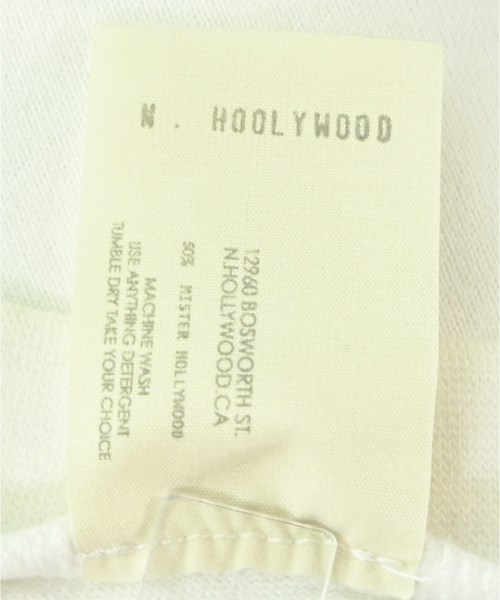 N . HOOLYWOOD
12960 BOSWORTH ST.
N.HOLLYWOOD.CA
50% MISTER HOLLYWOOD
MACHINE WASH
USE ANYTHING DETERGENT
TUMBLE DRY TAKE YOUR CHOICE